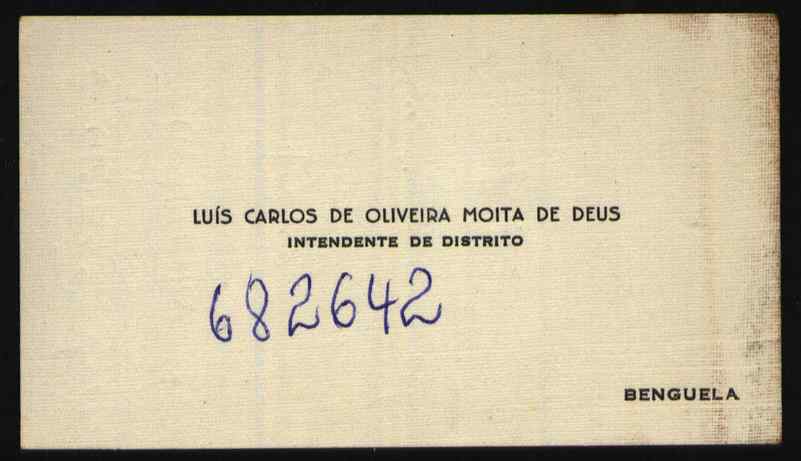 LUÍS CARLOS DE OLIVEIRA MOITA DE DEUS
INTENDENTE DE DISTRITO
682642
BENGUELA